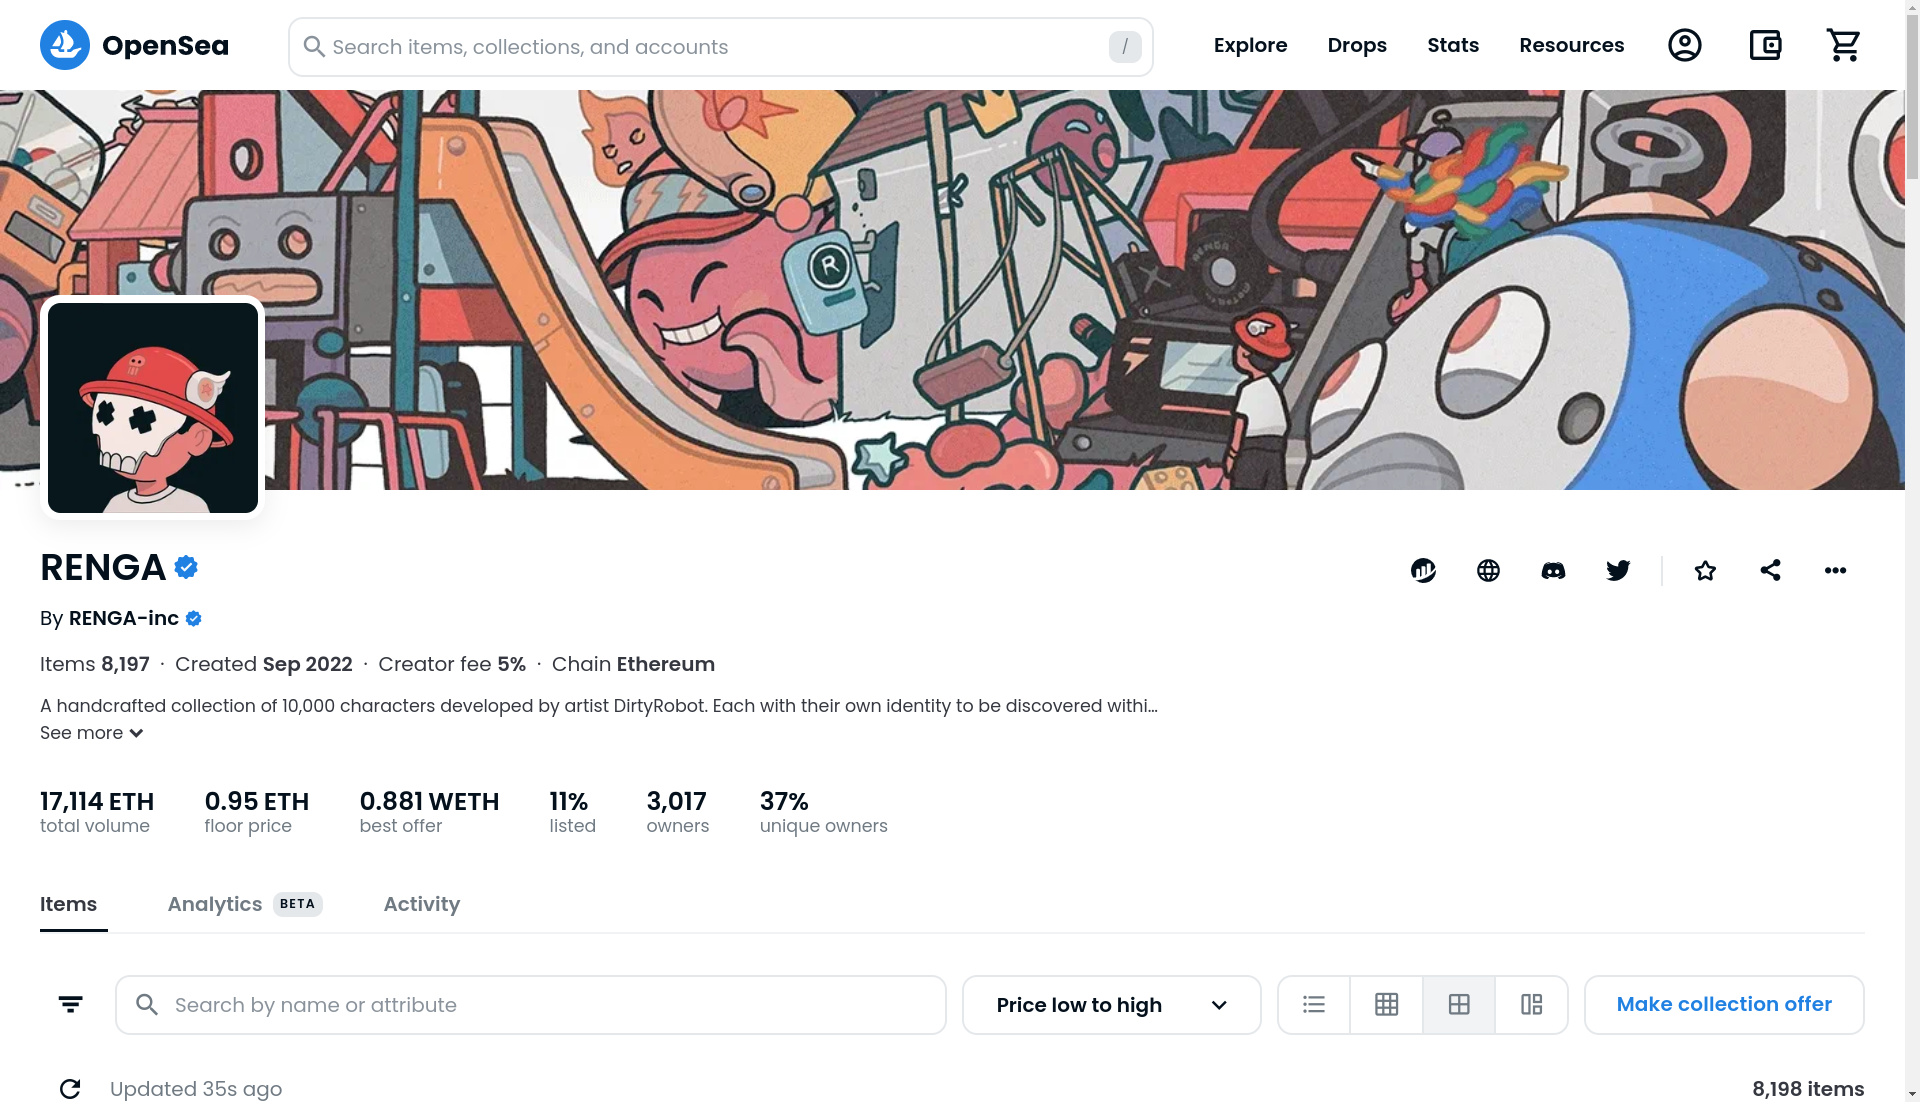 OpenSea
Search items, collections, and accounts
/
Explore
Drops
Stats
Resources
R
RENGA
RENGA
By RENGA-inc
Items 8,197 · Created Sep 2022 · Creator fee 5% · Chain Ethereum
A handcrafted collection of 10,000 characters developed by artist DirtyRobot. Each with their own identity to be discovered withi...
See more
17,114 ETH
total volume
0.95 ETH
floor price
0.881 WETH
best offer
11%
listed
3,017
owners
37%
unique owners
Items
Analytics BETA
Activity
Search by name or attribute
Price low to high
Make collection offer
Updated 35s ago
8,198 items